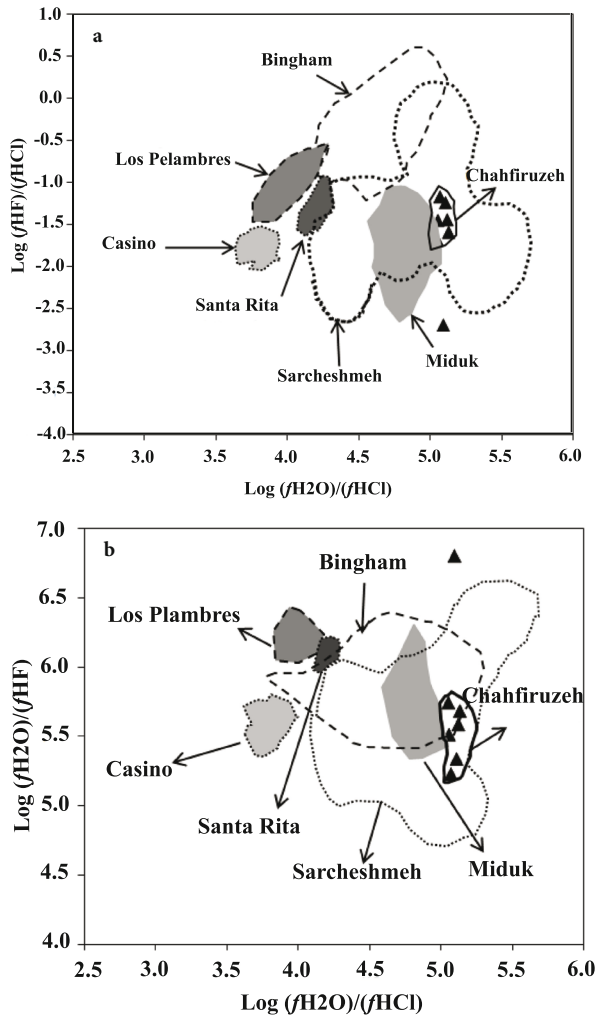 a
1.0
0.5
0.0
-0.5
-1.0
-1.5
-2.0
-2.5
-3.0
-3.5
-4.0
Log (fHF)/(fHCl)
Bingham
Los Pelambres
Chahfiruzeh
Casino
Santa Rita
Miduk
Sarcheshmeh
2.5 3.0 3.5 4.0 4.5 5.0 5.5 6.0
Log (fH2O)/(fHCl)
b
7.0
6.5
6.0
5.5
5.0
4.5
4.0
Log (fH2O)/(fHF)
Bingham
Los Plambres
Chahfiruzeh
Casino
Santa Rita
Sarcheshmeh
Miduk
2.5 3.0 3.5 4.0 4.5 5.0 5.5 6.0
Log (fH2O)/(fHCl)